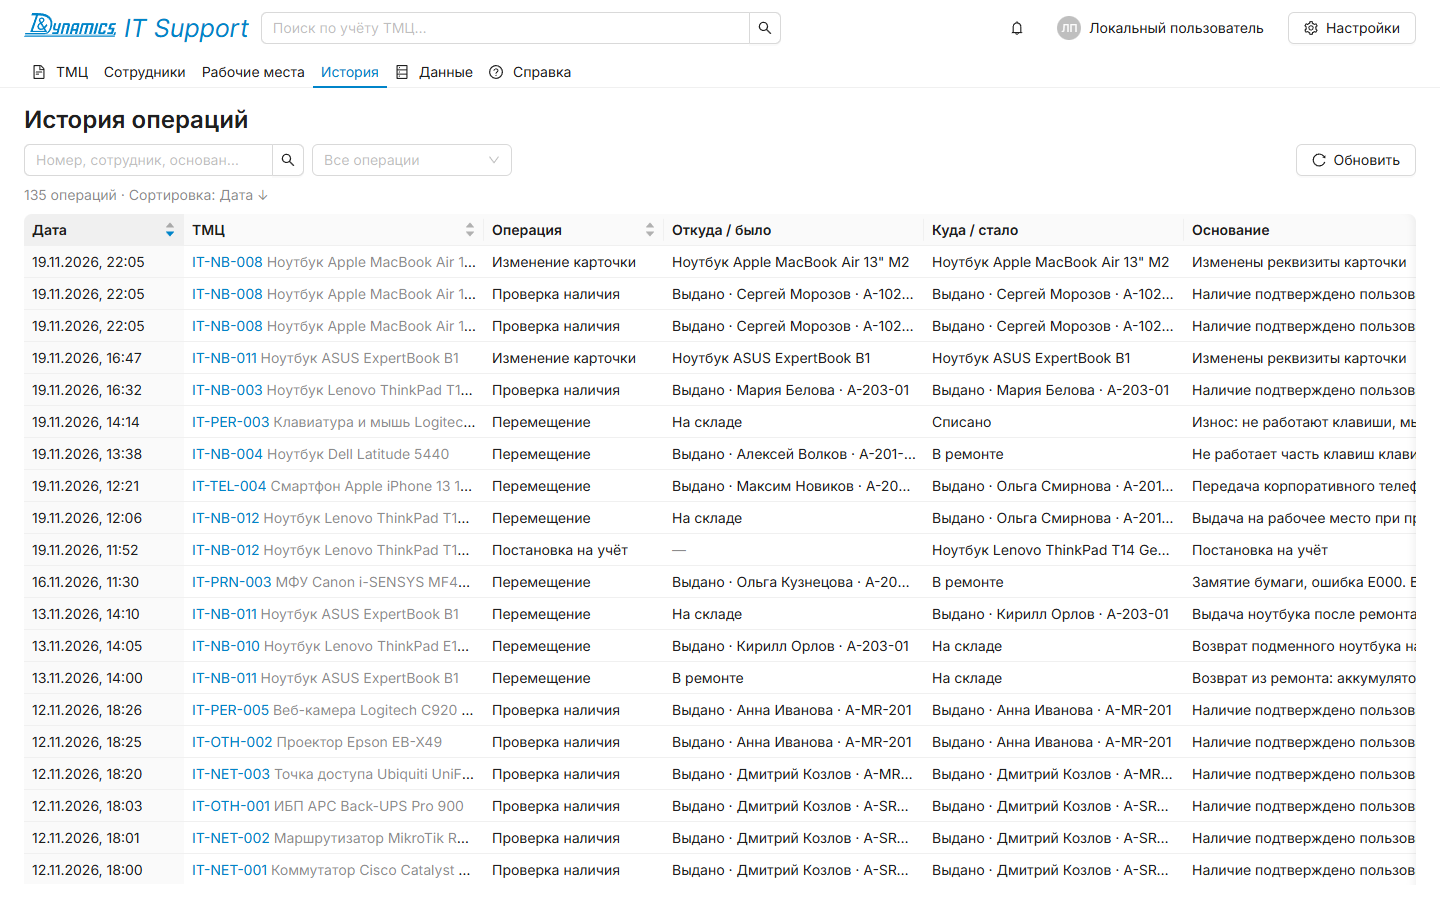 Dynamics IT Support
Поиск по учёту ТМЦ...
ЛП Локальный пользователь
Настройки
ТМЦ Сотрудники Рабочие места История Данные Справка
История операций
Номер, сотрудник, основан...
Все операции
Обновить
135 операций · Сортировка: Дата ↓
Дата ТМЦ Операция Откуда / было Куда / стало Основание
19.11.2026, 22:05 IT-NB-008 Ноутбук Apple MacBook Air 1... Изменение карточки Ноутбук Apple MacBook Air 13" M2 Ноутбук Apple MacBook Air 13" M2 Изменены реквизиты карточки
19.11.2026, 22:05 IT-NB-008 Ноутбук Apple MacBook Air 1... Проверка наличия Выдано · Сергей Морозов · A-102... Выдано · Сергей Морозов · A-102... Наличие подтверждено пользов
19.11.2026, 22:05 IT-NB-008 Ноутбук Apple MacBook Air 1... Проверка наличия Выдано · Сергей Морозов · A-102... Выдано · Сергей Морозов · A-102... Наличие подтверждено пользов
19.11.2026, 16:47 IT-NB-011 Ноутбук ASUS ExpertBook B1 Изменение карточки Ноутбук ASUS ExpertBook B1 Ноутбук ASUS ExpertBook B1 Изменены реквизиты карточки
19.11.2026, 16:32 IT-NB-003 Ноутбук Lenovo ThinkPad T1... Проверка наличия Выдано · Мария Белова · A-203-01 Выдано · Мария Белова · A-203-01 Наличие подтверждено пользов
19.11.2026, 14:14 IT-PER-003 Клавиатура и мышь Logitec... Перемещение На складе Списано Износ: не работают клавиши, мы
19.11.2026, 13:38 IT-NB-004 Ноутбук Dell Latitude 5440 Перемещение Выдано · Алексей Волков · A-201-... В ремонте Не работает часть клавиш клави
19.11.2026, 12:21 IT-TEL-004 Смартфон Apple iPhone 13 1... Перемещение Выдано · Максим Новиков · A-20... Выдано · Ольга Смирнова · A-201... Передача корпоративного телеф
19.11.2026, 12:06 IT-NB-012 Ноутбук Lenovo ThinkPad T1... Перемещение На складе Выдано · Ольга Смирнова · A-201... Выдача на рабочее место при пр
19.11.2026, 11:52 IT-NB-012 Ноутбук Lenovo ThinkPad T1... Постановка на учёт — Ноутбук Lenovo ThinkPad T14 Ge... Постановка на учёт
16.11.2026, 11:30 IT-PRN-003 МФУ Canon i-SENSYS MF4... Перемещение Выдано · Ольга Кузнецова · A-20... В ремонте Замятие бумаги, ошибка E000. В
13.11.2026, 14:10 IT-NB-011 Ноутбук ASUS ExpertBook B1 Перемещение На складе Выдано · Кирилл Орлов · A-203-01 Выдача ноутбука после ремонта
13.11.2026, 14:05 IT-NB-010 Ноутбук Lenovo ThinkPad E1... Перемещение Выдано · Кирилл Орлов · A-203-01 На складе Возврат подменного ноутбука на
13.11.2026, 14:00 IT-NB-011 Ноутбук ASUS ExpertBook B1 Перемещение В ремонте На складе Возврат из ремонта: аккумулято
12.11.2026, 18:26 IT-PER-005 Веб-камера Logitech C920 ... Проверка наличия Выдано · Анна Иванова · A-MR-201 Выдано · Анна Иванова · A-MR-201 Наличие подтверждено пользов
12.11.2026, 18:25 IT-OTH-002 Проектор Epson EB-X49 Проверка наличия Выдано · Анна Иванова · A-MR-201 Выдано · Анна Иванова · A-MR-201 Наличие подтверждено пользов
12.11.2026, 18:20 IT-NET-003 Точка доступа Ubiquiti UniF... Проверка наличия Выдано · Дмитрий Козлов · A-MR... Выдано · Дмитрий Козлов · A-MR... Наличие подтверждено пользов
12.11.2026, 18:03 IT-OTH-001 ИБП APC Back-UPS Pro 900 Проверка наличия Выдано · Дмитрий Козлов · A-SR... Выдано · Дмитрий Козлов · A-SR... Наличие подтверждено пользов
12.11.2026, 18:01 IT-NET-002 Маршрутизатор MikroTik R... Проверка наличия Выдано · Дмитрий Козлов · A-SR... Выдано · Дмитрий Козлов · A-SR... Наличие подтверждено пользов
12.11.2026, 18:00 IT-NET-001 Коммутатор Cisco Catalyst ... Проверка наличия Выдано · Дмитрий Козлов · A-SR... Выдано · Дмитрий Козлов · A-SR... Наличие подтверждено пользов